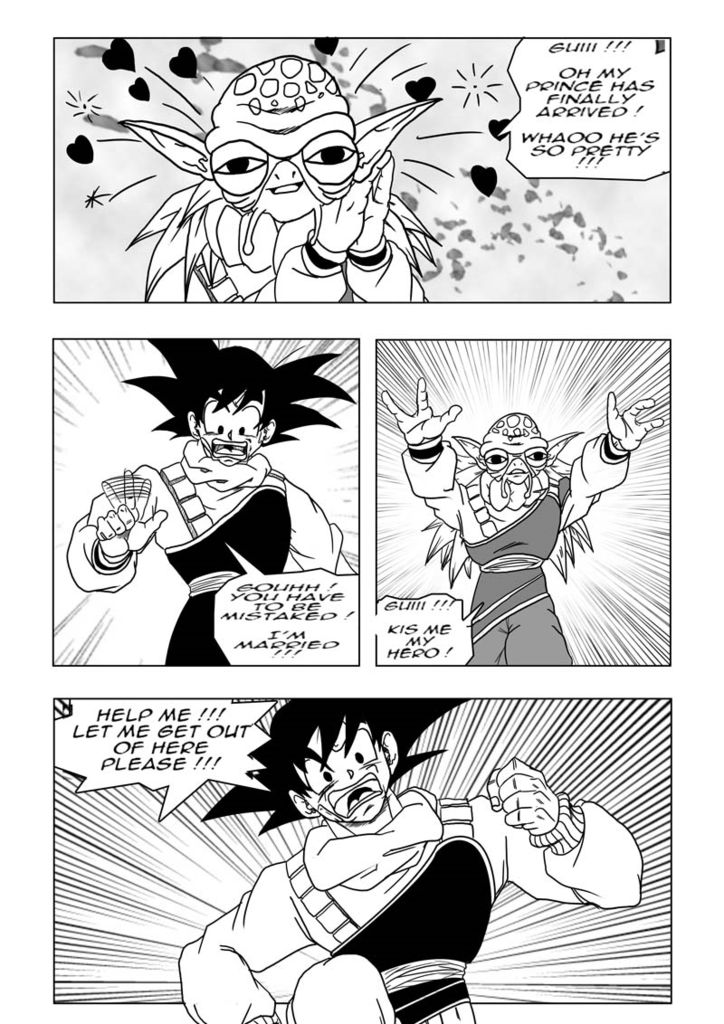 GUIII !!!
OH MY
PRINCE HAS
FINALLY
ARRIVED !
WHAOO HE'S
SO PRETTY
!!!
GOUHH !
YOU HAVE
TO BE
MISTAKED !
I'M
MARRIED
!!!
GUIII !!!
KIS ME
MY
HERO !
HELP ME !!!
LET ME GET OUT
OF HERE
PLEASE !!!